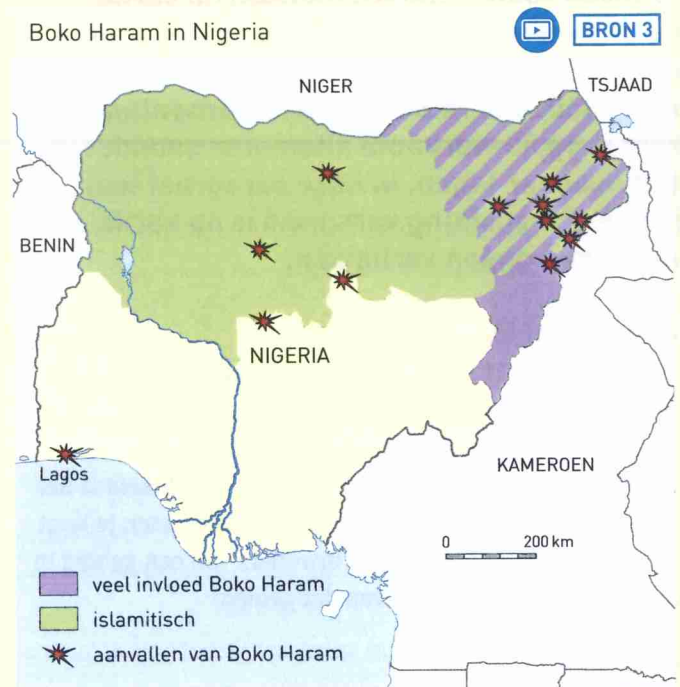 Boko Haram in Nigeria
BRON 3
NIGER
TSJAAD
BENIN
NIGERIA
Lagos
KAMEROEN
0 200 km
veel invloed Boko Haram
islamitisch
aanvallen van Boko Haram